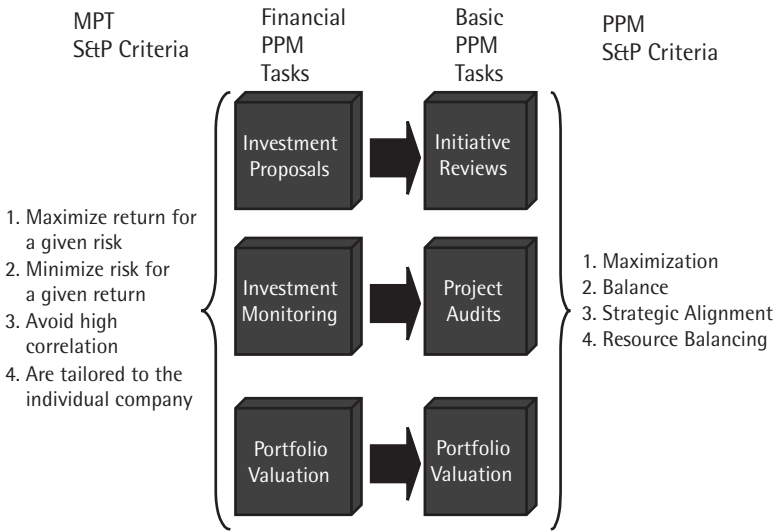 MPT
S&P Criteria
Financial
PPM
Tasks
Basic
PPM
Tasks
PPM
S&P Criteria
Investment
Proposals
Initiative
Reviews
1. Maximize return for
a given risk
2. Minimize risk for
a given return
3. Avoid high
correlation
4. Are tailored to the
individual company
Investment
Monitoring
Project
Audits
1. Maximization
2. Balance
3. Strategic Alignment
4. Resource Balancing
Portfolio
Valuation
Portfolio
Valuation